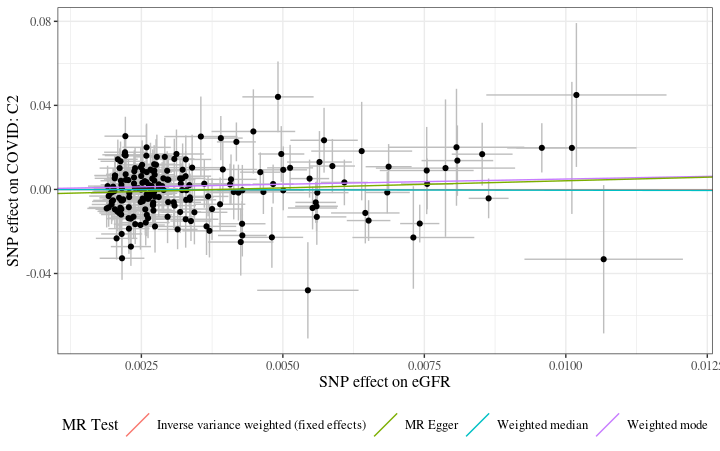 0.08
0.04
0.00
-0.04
SNP effect on COVID: C2
0.0025 0.0050 0.0075 0.0100 0.012
SNP effect on eGFR
MR Test Inverse variance weighted (fixed effects) MR Egger Weighted median Weighted mode